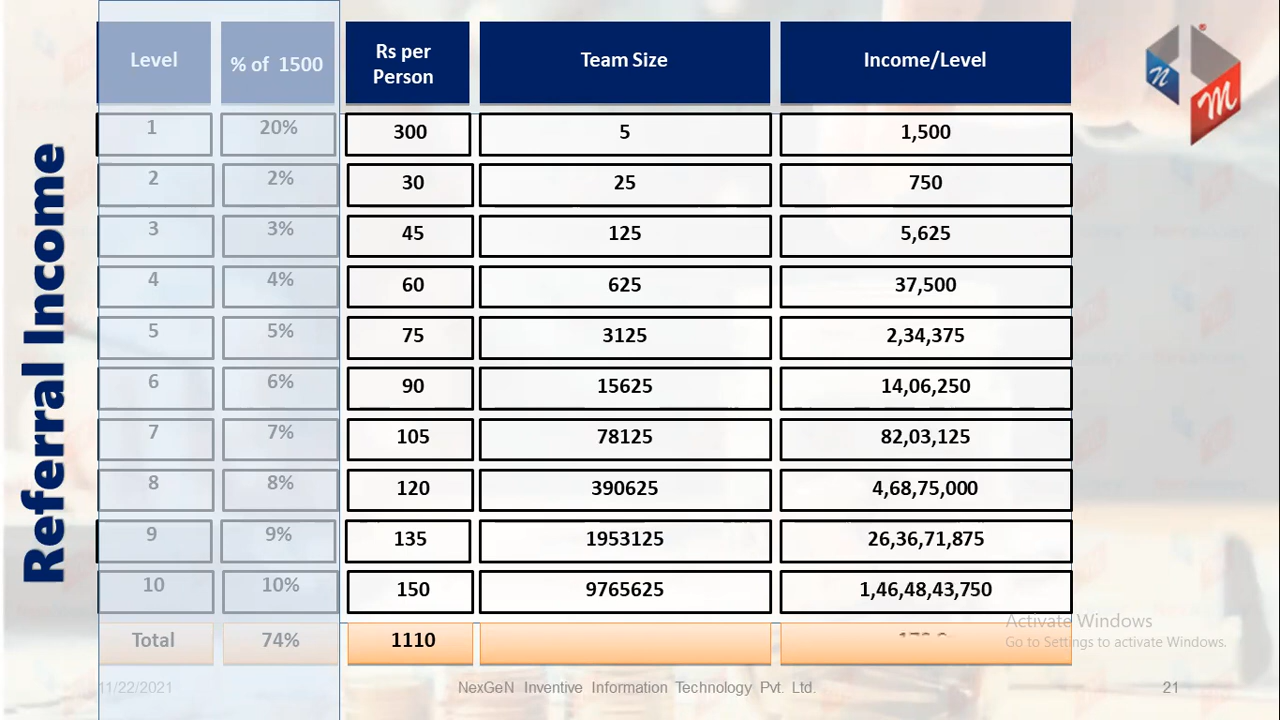 Referral Income
Level % of 1500 Rs per Person Team Size Income/Level
1 20% 300 5 1,500
2 2% 30 25 750
3 3% 45 125 5,625
4 4% 60 625 37,500
5 5% 75 3125 2,34,375
6 6% 90 15625 14,06,250
7 7% 105 78125 82,03,125
8 8% 120 390625 4,68,75,000
9 9% 135 1953125 26,36,71,875
10 10% 150 9765625 1,46,48,43,750
Total 74% 1110
Activate Windows
Go to Settings to activate Windows.
11/22/2021 NexGeN Inventive Information Technology Pvt. Ltd. 21
n m